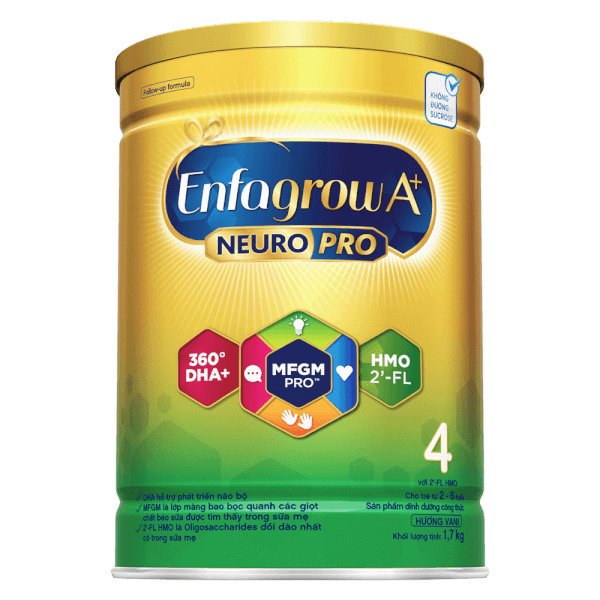 Follow-up formula
KHÔNG
ĐƯỜNG
SUCROSE
Enfagrow A+
NEURO PRO
360°
DHA+
MFGM
PRO™
HMO
2'-FL
4
với 2'-FL HMO
Cho trẻ từ 2 - 6 tuổi
Sản phẩm dinh dưỡng công thức
HƯƠNG VANI
Khối lượng tịnh: 1,7 kg
DHA hỗ trợ phát triển não bộ
MFGM là lớp màng bao bọc quanh các giọt
chất béo sữa được tìm thấy trong sữa mẹ
2'-FL HMO là Oligosaccharides dồi dào nhất
có trong sữa mẹ